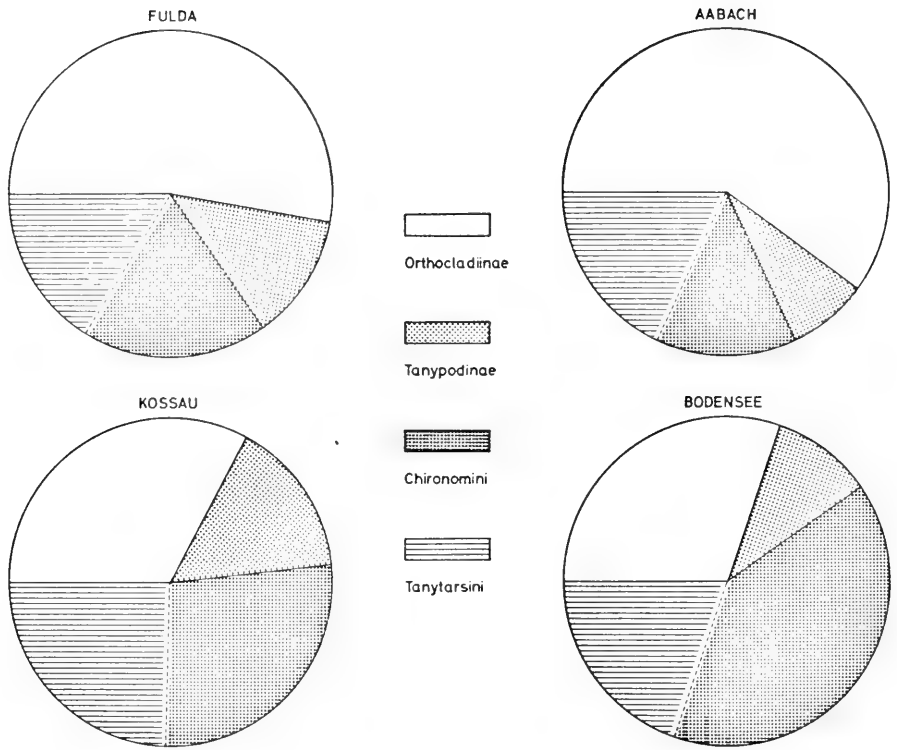 FULDA
AABACH
Orthocladiinae
Tanypodinae
KOSSAU
BODENSEE
Chironomini
Tanytarsini